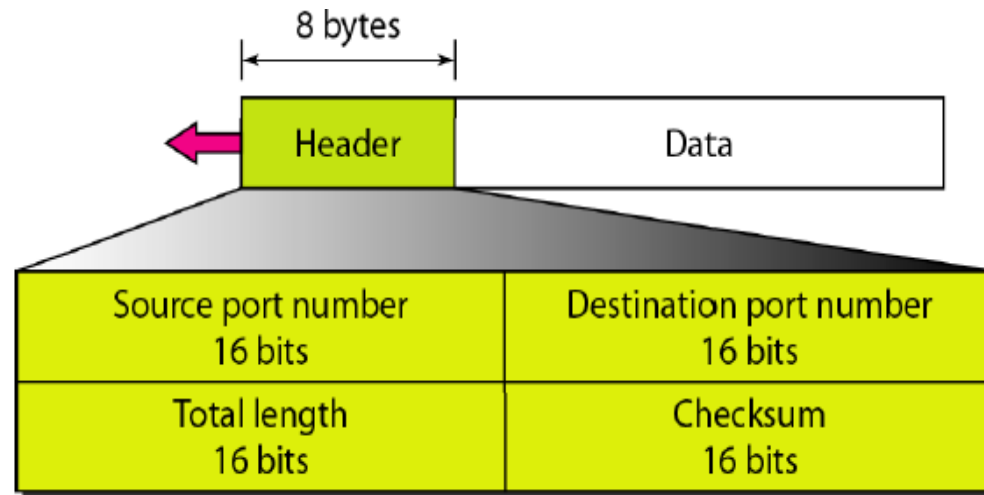 8 bytes
Header
Data
Source port number
16 bits
Destination port number
16 bits
Total length
16 bits
Checksum
16 bits